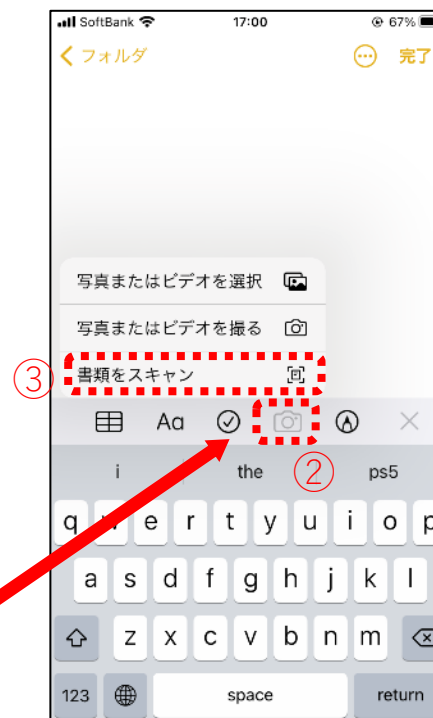 SoftBank 17:00 67%
フォルダ 完了
写真またはビデオを選択
写真またはビデオを撮る
③ 書類をスキャン
Aa
②
i the ps5
q w e r t y u i o p
a s d f g h j k l
z x c v b n m
123 space return